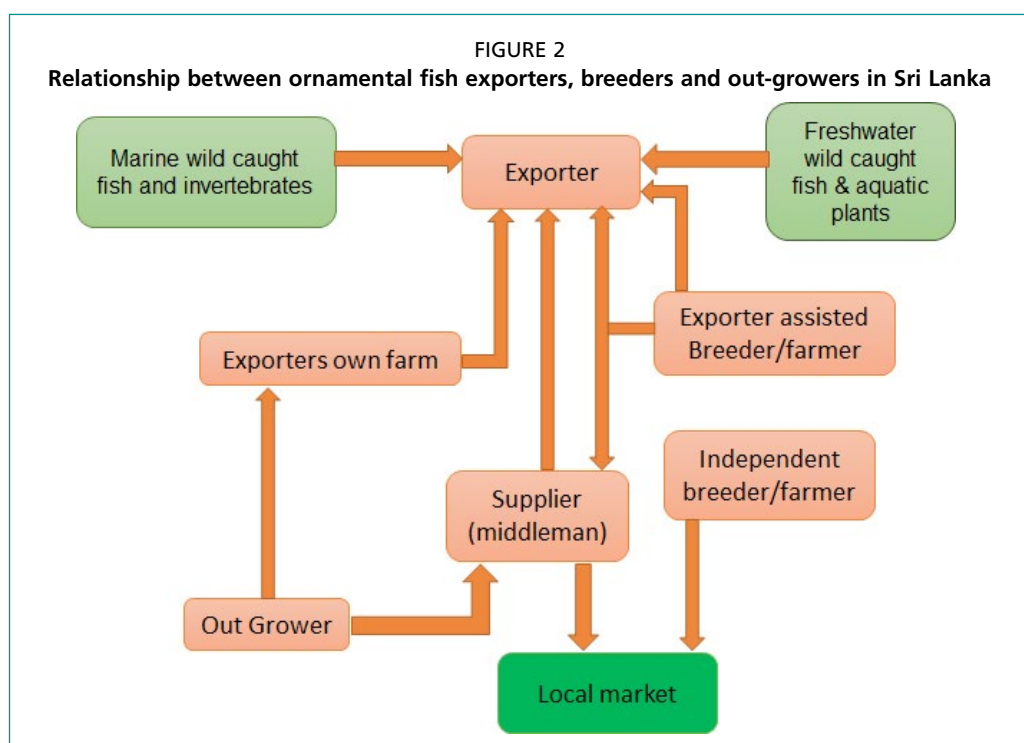 FIGURE 2
Relationship between ornamental fish exporters, breeders and out-growers in Sri Lanka
Marine wild caught
fish and invertebrates
Exporter
Freshwater
wild caught
fish & aquatic
plants
Exporters own farm
Exporter assisted
Breeder/farmer
Supplier
(middleman)
Independent
breeder/farmer
Out Grower
Local market